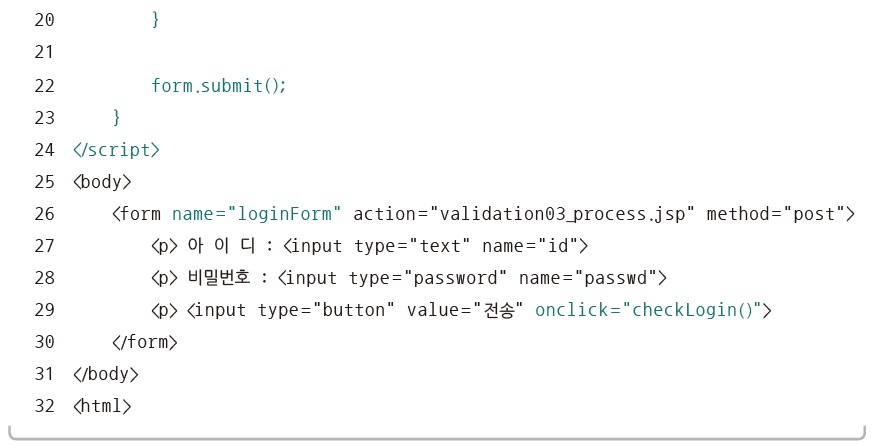 20 }
21
22 form.submit();
23 }
24 </script>
25 <body>
26 <form name="loginForm" action="validation03_process.jsp" method="post">
27 <p> 아 이 디 : <input type="text" name="id">
28 <p> 비밀번호 : <input type="password" name="passwd">
29 <p> <input type="button" value="전송" onclick="checkLogin()">
30 </form>
31 </body>
32 <html>